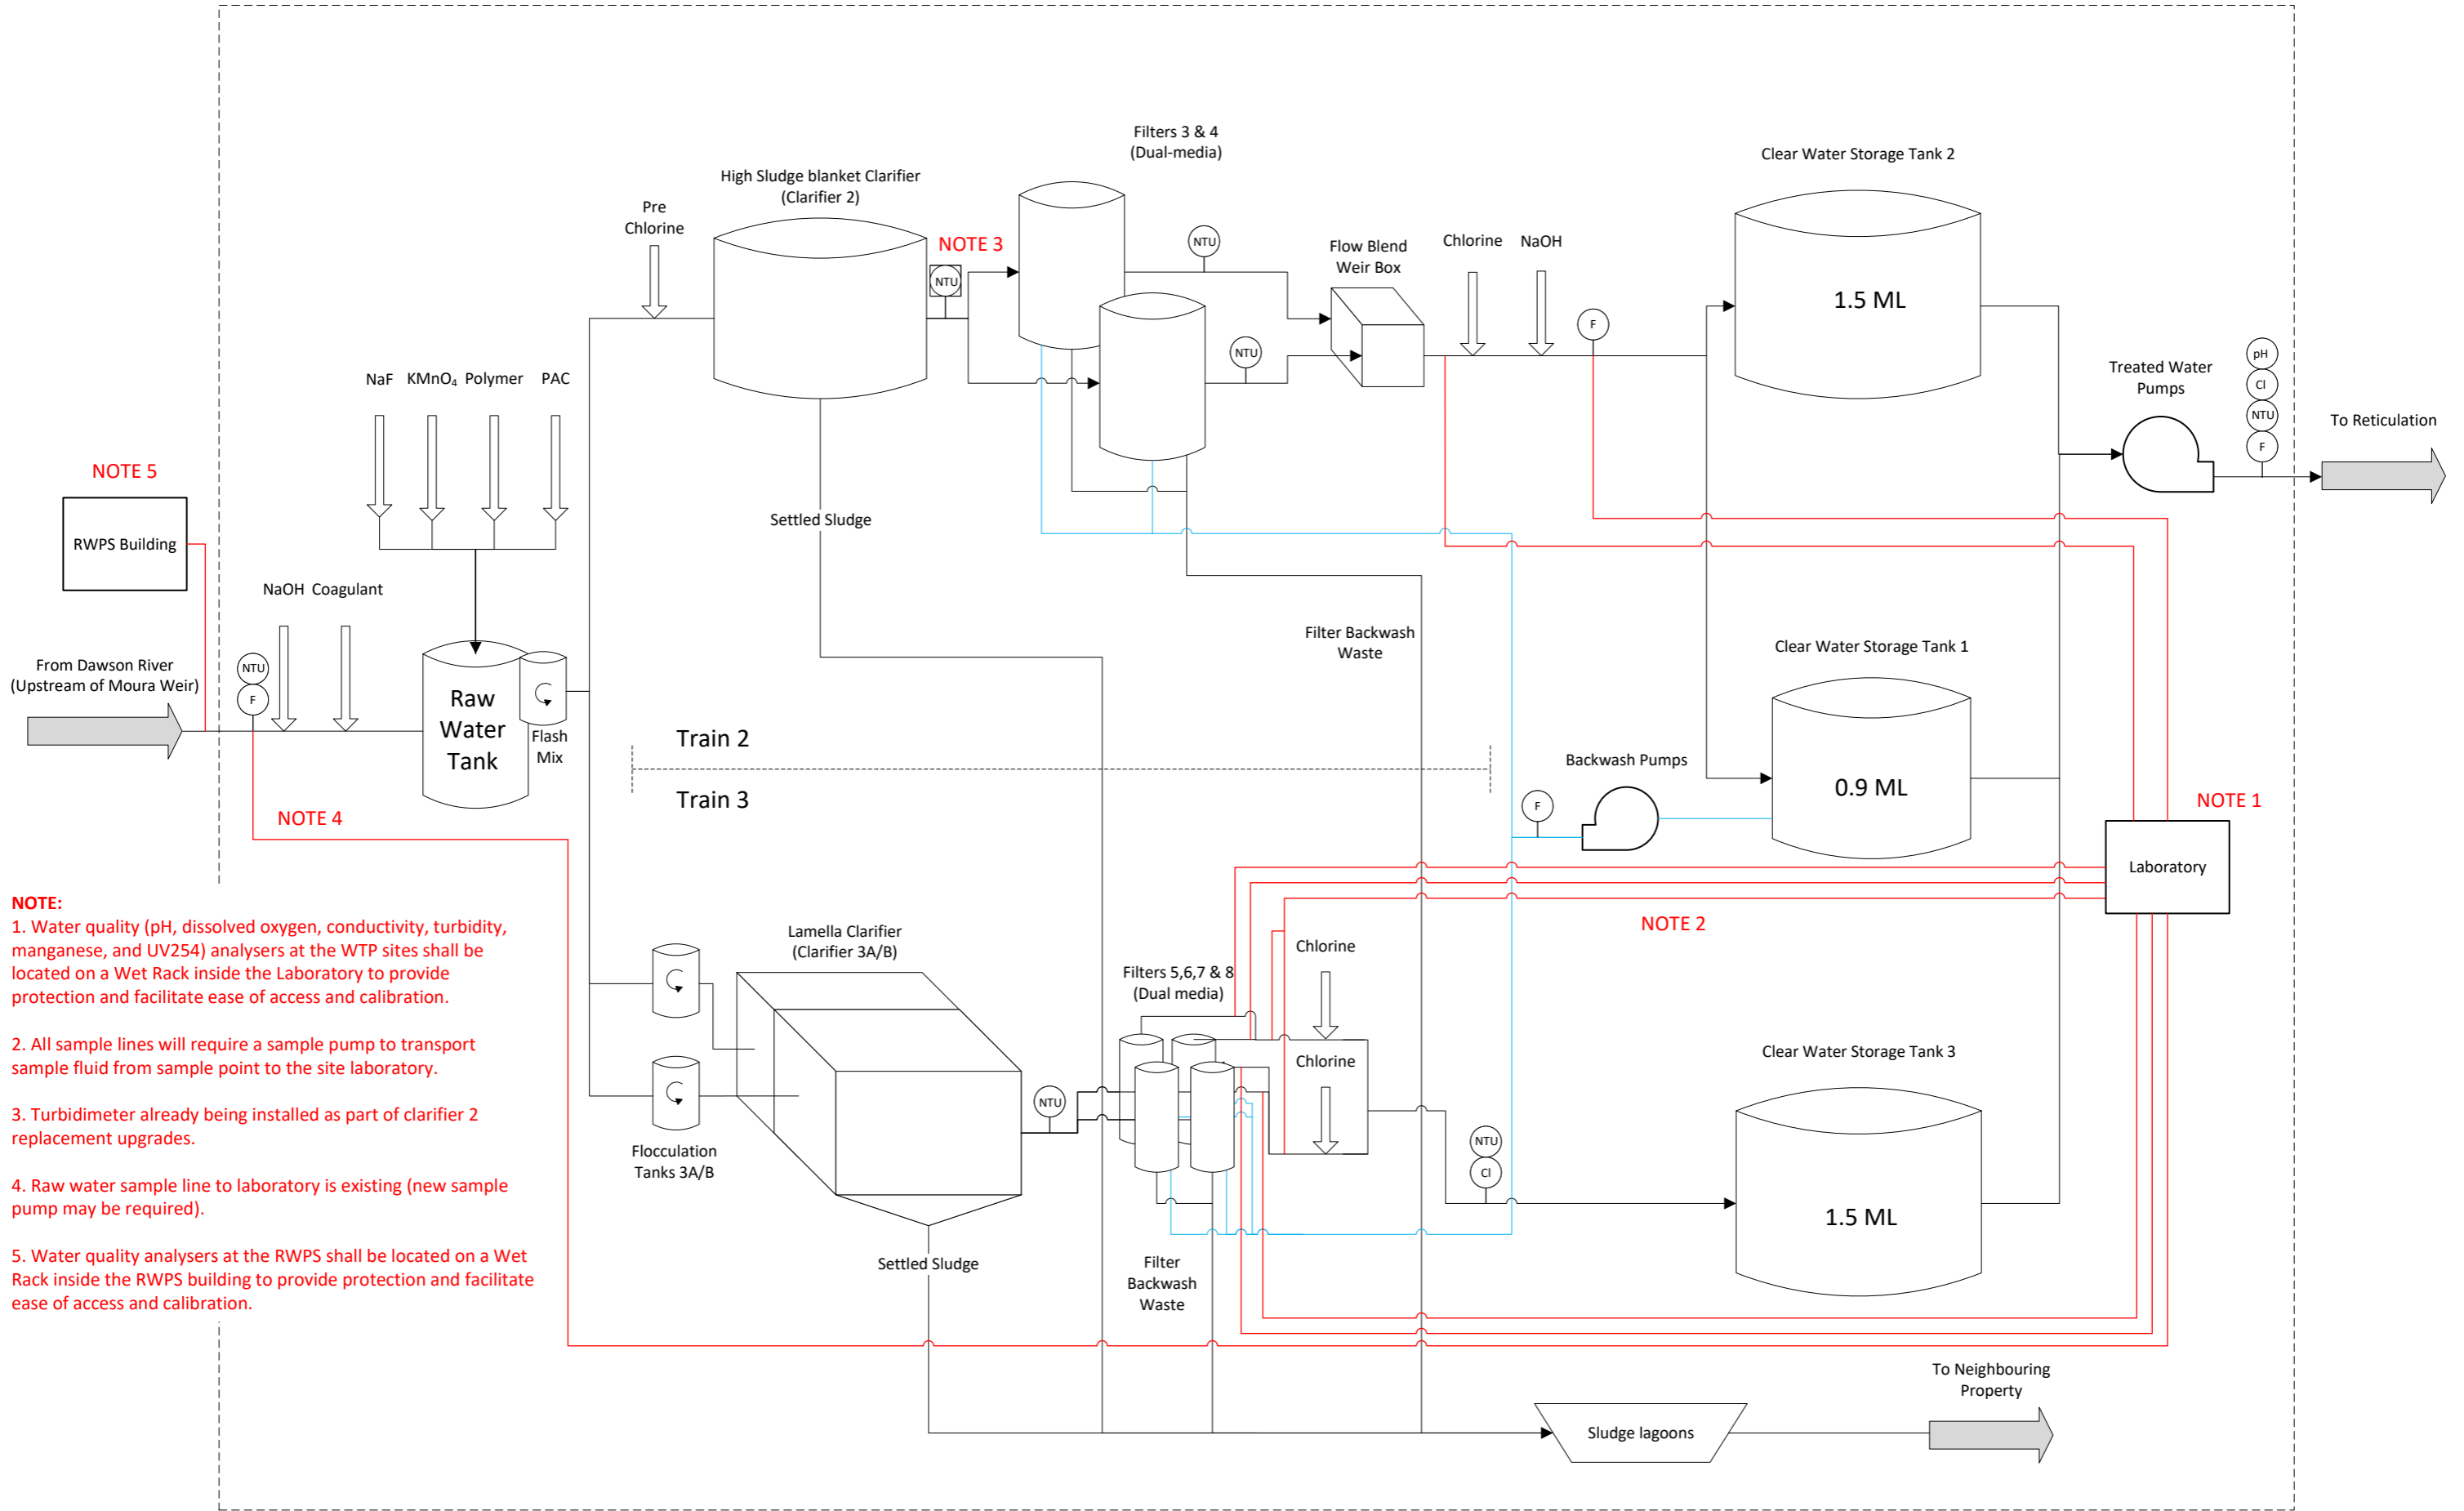 Filters 3 & 4
(Dual-media)
Clear Water Storage Tank 2
High Sludge blanket Clarifier
(Clarifier 2)
Pre
Chlorine
NOTE 3
NTU
NTU
Flow Blend
Weir Box
Chlorine
NaOH
1.5 ML
F
NTU
pH
Cl
NTU
F
Treated Water
Pumps
To Reticulation
NaF
KMnO₄
Polymer
PAC
NOTE 5
RWPS Building
Settled Sludge
NaOH
Coagulant
Filter Backwash
Waste
Clear Water Storage Tank 1
From Dawson River
(Upstream of Moura Weir)
NTU
F
Raw
Water
Tank
Flash
Mix
Train 2
Train 3
Backwash Pumps
F
0.9 ML
NOTE 1
NOTE 4
Laboratory
NOTE:
1. Water quality (pH, dissolved oxygen, conductivity, turbidity,
manganese, and UV254) analysers at the WTP sites shall be
located on a Wet Rack inside the Laboratory to provide
protection and facilitate ease of access and calibration.
2. All sample lines will require a sample pump to transport
sample fluid from sample point to the site laboratory.
3. Turbidimeter already being installed as part of clarifier 2
replacement upgrades.
4. Raw water sample line to laboratory is existing (new sample
pump may be required).
5. Water quality analysers at the RWPS shall be located on a Wet
Rack inside the RWPS building to provide protection and facilitate
ease of access and calibration.
Lamella Clarifier
(Clarifier 3A/B)
NOTE 2
Chlorine
Filters 5,6,7 & 8
(Dual media)
Chlorine
Clear Water Storage Tank 3
NTU
Flocculation
Tanks 3A/B
NTU
Cl
1.5 ML
Settled Sludge
Filter
Backwash
Waste
To Neighbouring
Property
Sludge lagoons